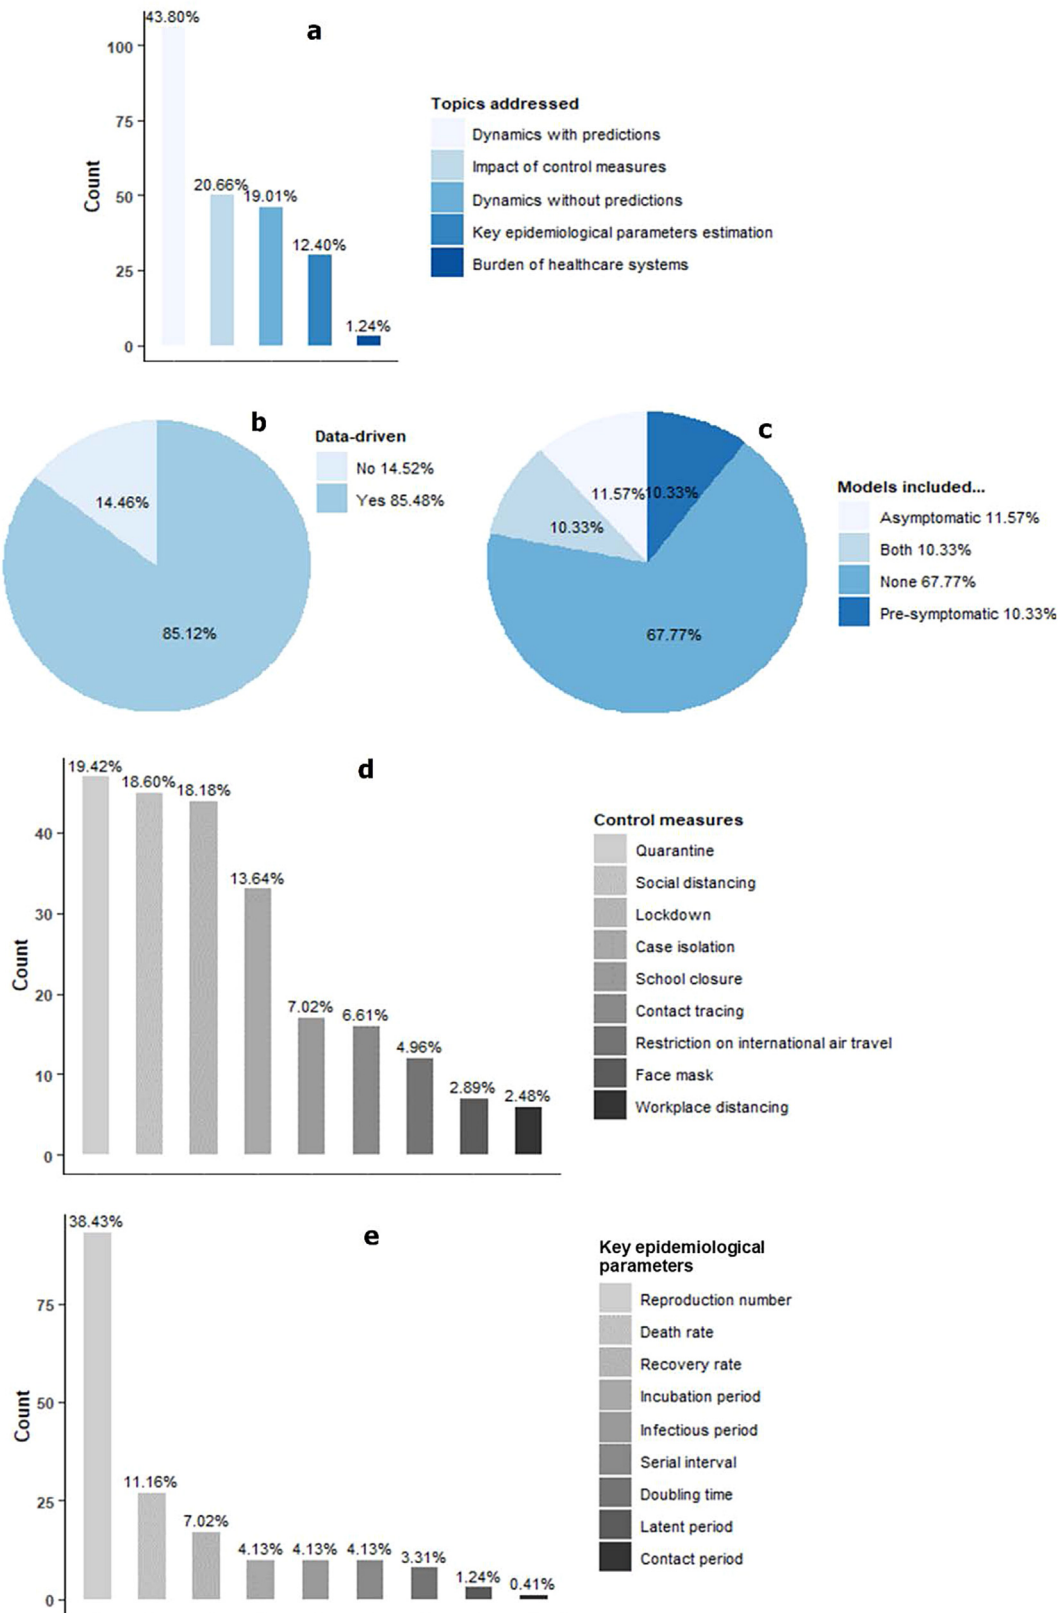 43.80%
a
100
75
50
25
0
Count
20.66%
19.01%
12.40%
1.24%
Topics addressed
Dynamics with predictions
Impact of control measures
Dynamics without predictions
Key epidemiological parameters estimation
Burden of healthcare systems
b
Data-driven
No 14.52%
Yes 85.48%
14.46%
85.12%
c
11.57%
10.33%
10.33%
67.77%
Models included...
Asymptomatic 11.57%
Both 10.33%
None 67.77%
Pre-symptomatic 10.33%
d
19.42%
18.60%
18.18%
13.64%
7.02%
6.61%
4.96%
2.89%
2.48%
40
30
20
10
0
Count
Control measures
Quarantine
Social distancing
Lockdown
Case isolation
School closure
Contact tracing
Restriction on international air travel
Face mask
Workplace distancing
e
38.43%
11.16%
7.02%
4.13%
4.13%
4.13%
3.31%
1.24%
0.41%
75
50
25
0
Count
Key epidemiological
parameters
Reproduction number
Death rate
Recovery rate
Incubation period
Infectious period
Serial interval
Doubling time
Latent period
Contact period